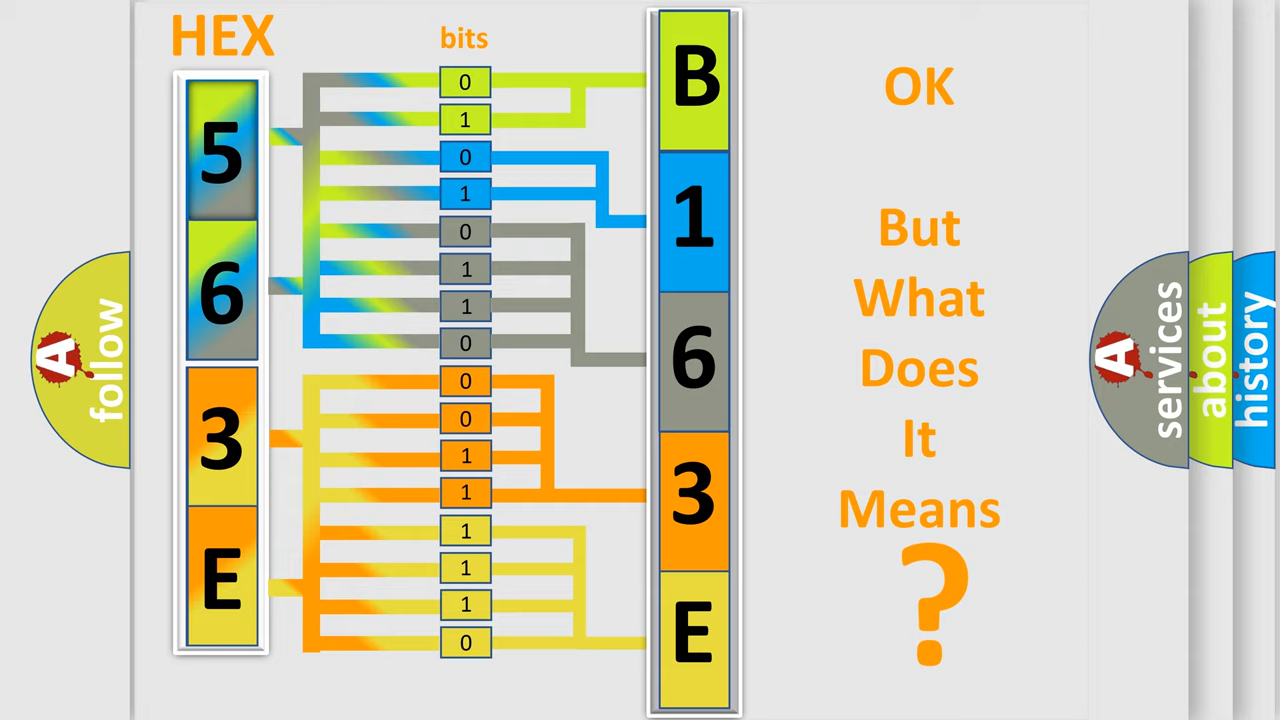 HEX
bits
5
6
3
E
0
1
0
1
0
1
1
0
0
0
1
1
1
1
1
0
B
1
6
3
E
OK
But
What
Does
It
Means
?
A
follow
A
services
about
history